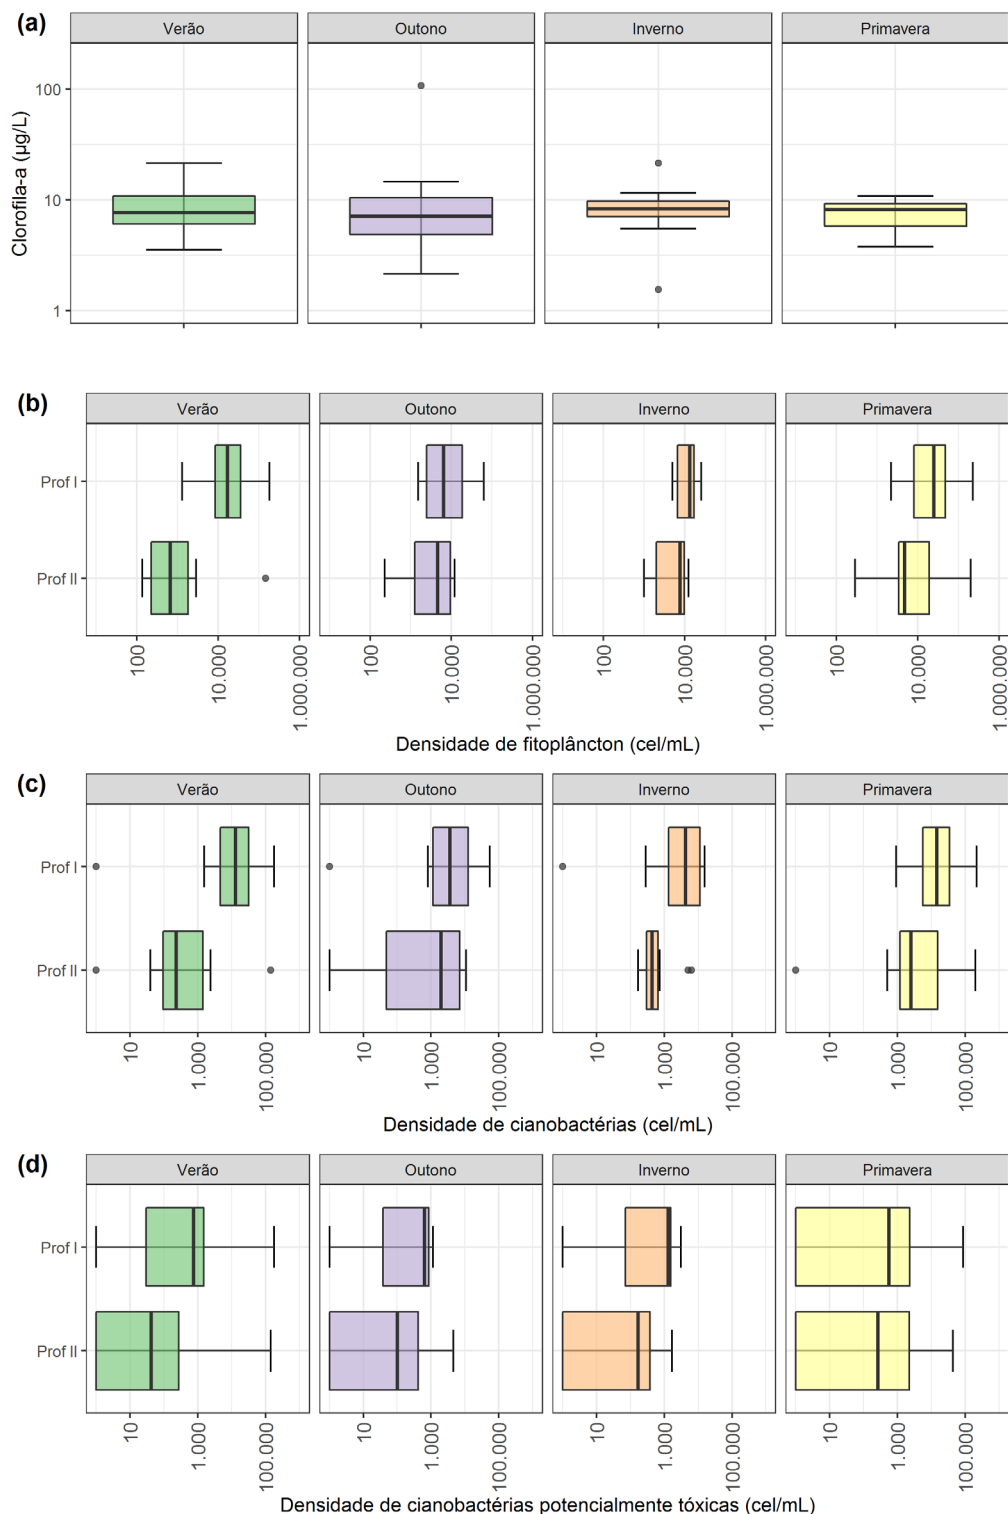 (a)
Verão Outono Inverno Primavera
Clorofila-a (µg/L)
100
10
1
(b)
Verão Outono Inverno Primavera
Prof I
Prof II
100 10.000 1.000.000 100 10.000 1.000.000 100 10.000 1.000.000 100 10.000 1.000.000
Densidade de fitoplâncton (cel/mL)
(c)
Verão Outono Inverno Primavera
Prof I
Prof II
10 1.000 100.000 10 1.000 100.000 10 1.000 100.000 10 1.000 100.000
Densidade de cianobactérias (cel/mL)
(d)
Verão Outono Inverno Primavera
Prof I
Prof II
10 1.000 100.000 10 1.000 100.000 10 1.000 100.000 10 1.000 100.000
Densidade de cianobactérias potencialmente tóxicas (cel/mL)